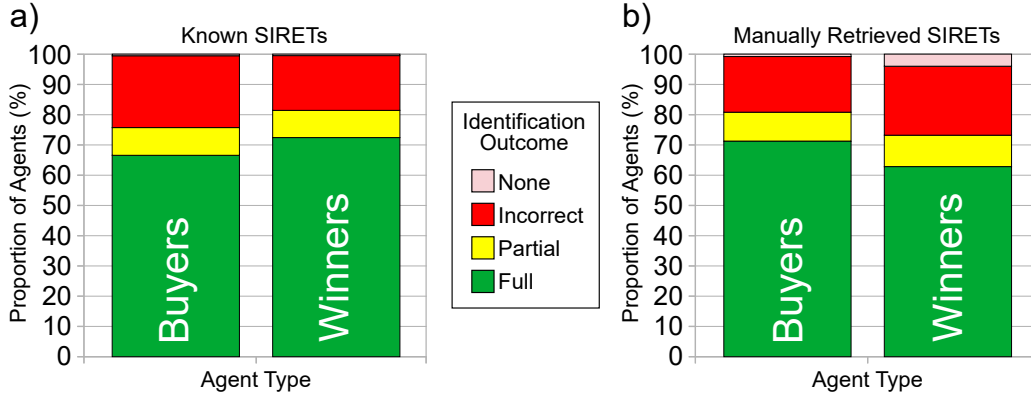 a)
Known SIRETs
Proportion of Agents (%)
100
90
80
70
60
50
40
30
20
10
0
Buyers
Winners
Agent Type
Identification
Outcome
None
Incorrect
Partial
Full
b)
Manually Retrieved SIRETs
Proportion of Agents (%)
100
90
80
70
60
50
40
30
20
10
0
Buyers
Winners
Agent Type